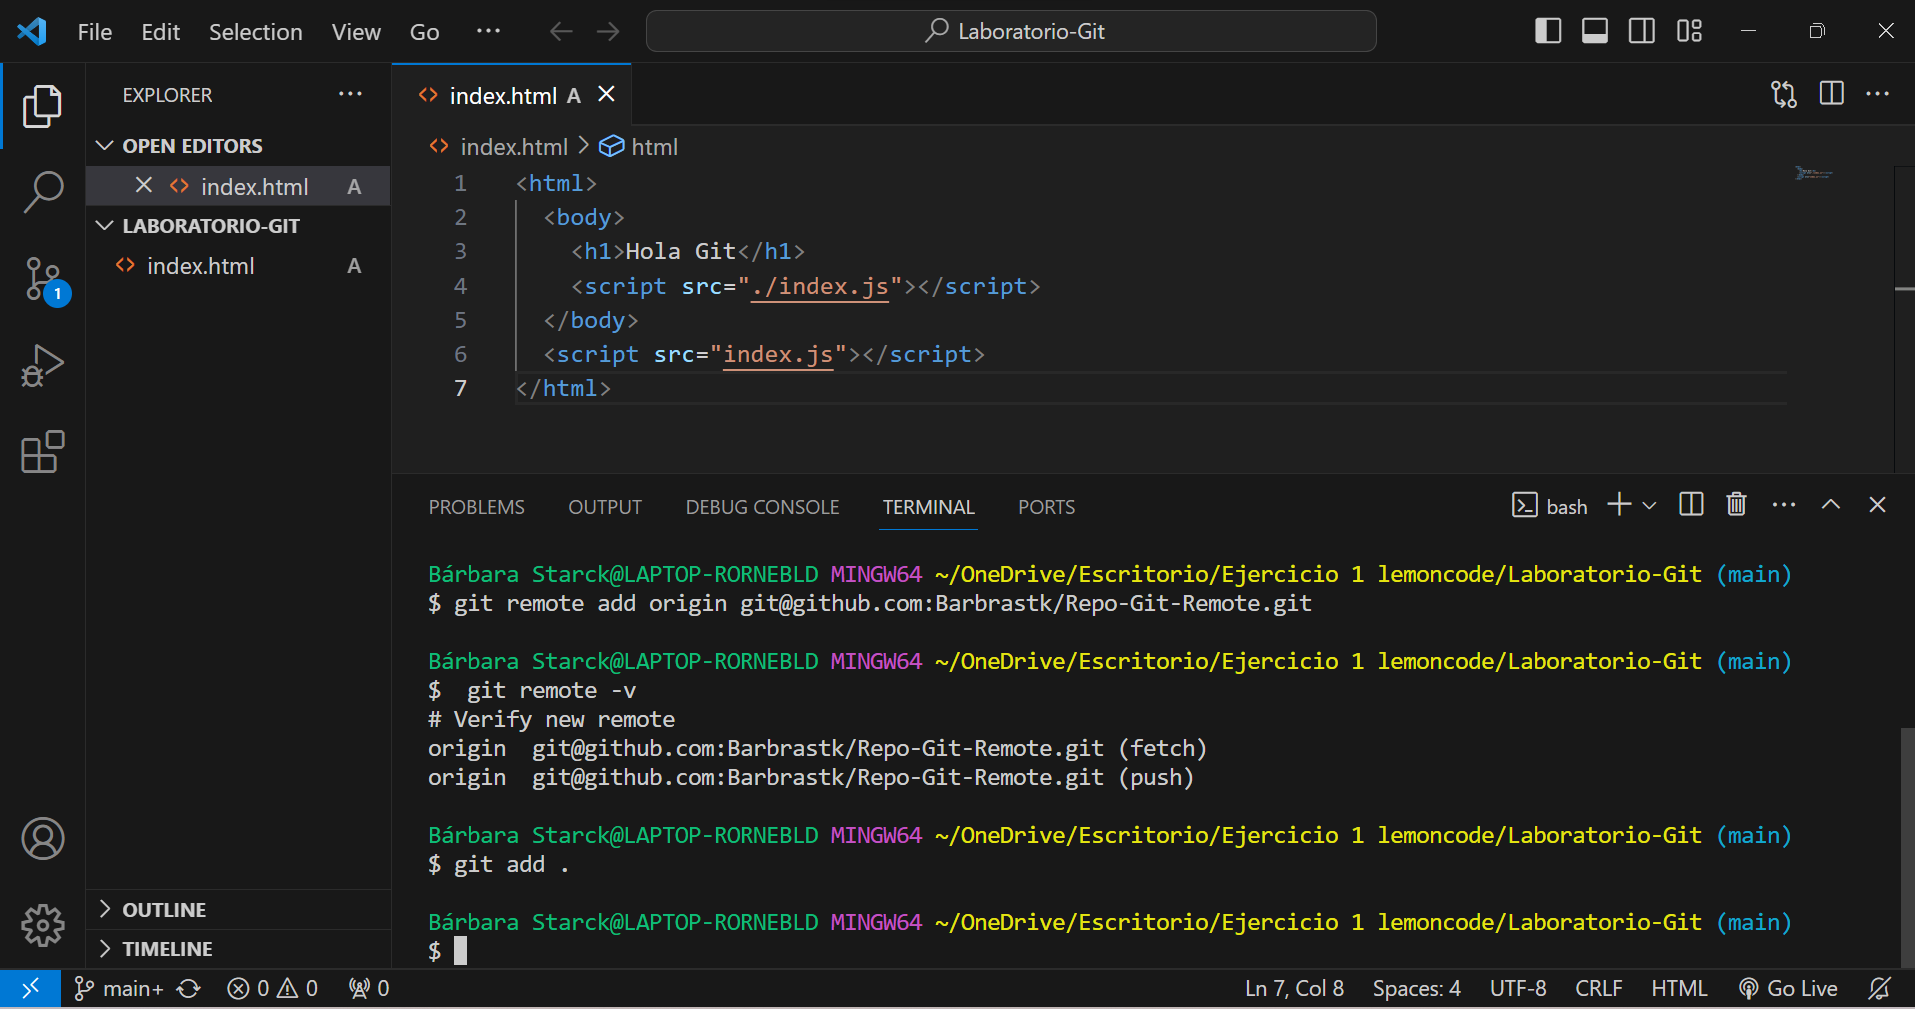 File Edit Selection View Go ··· Laboratorio-Git
EXPLORER ···
OPEN EDITORS
index.html A
LABORATORIO-GIT
index.html A
1
OUTLINE
TIMELINE
index.html A
index.html > html
1 <html>
2 <body>
3 <h1>Hola Git</h1>
4 <script src="./index.js"></script>
5 </body>
6 <script src="index.js"></script>
7 </html>
PROBLEMS OUTPUT DEBUG CONSOLE TERMINAL PORTS bash
Bárbara Starck@LAPTOP-RORNEBLD MINGW64 ~/OneDrive/Escritorio/Ejercicio 1 lemoncode/Laboratorio-Git (main)
$ git remote add origin git@github.com:Barbrastk/Repo-Git-Remote.git
Bárbara Starck@LAPTOP-RORNEBLD MINGW64 ~/OneDrive/Escritorio/Ejercicio 1 lemoncode/Laboratorio-Git (main)
$  git remote -v
# Verify new remote
origin  git@github.com:Barbrastk/Repo-Git-Remote.git (fetch)
origin  git@github.com:Barbrastk/Repo-Git-Remote.git (push)
Bárbara Starck@LAPTOP-RORNEBLD MINGW64 ~/OneDrive/Escritorio/Ejercicio 1 lemoncode/Laboratorio-Git (main)
$ git add .
Bárbara Starck@LAPTOP-RORNEBLD MINGW64 ~/OneDrive/Escritorio/Ejercicio 1 lemoncode/Laboratorio-Git (main)
$
main+ 0 0 0 Ln 7, Col 8 Spaces: 4 UTF-8 CRLF HTML Go Live